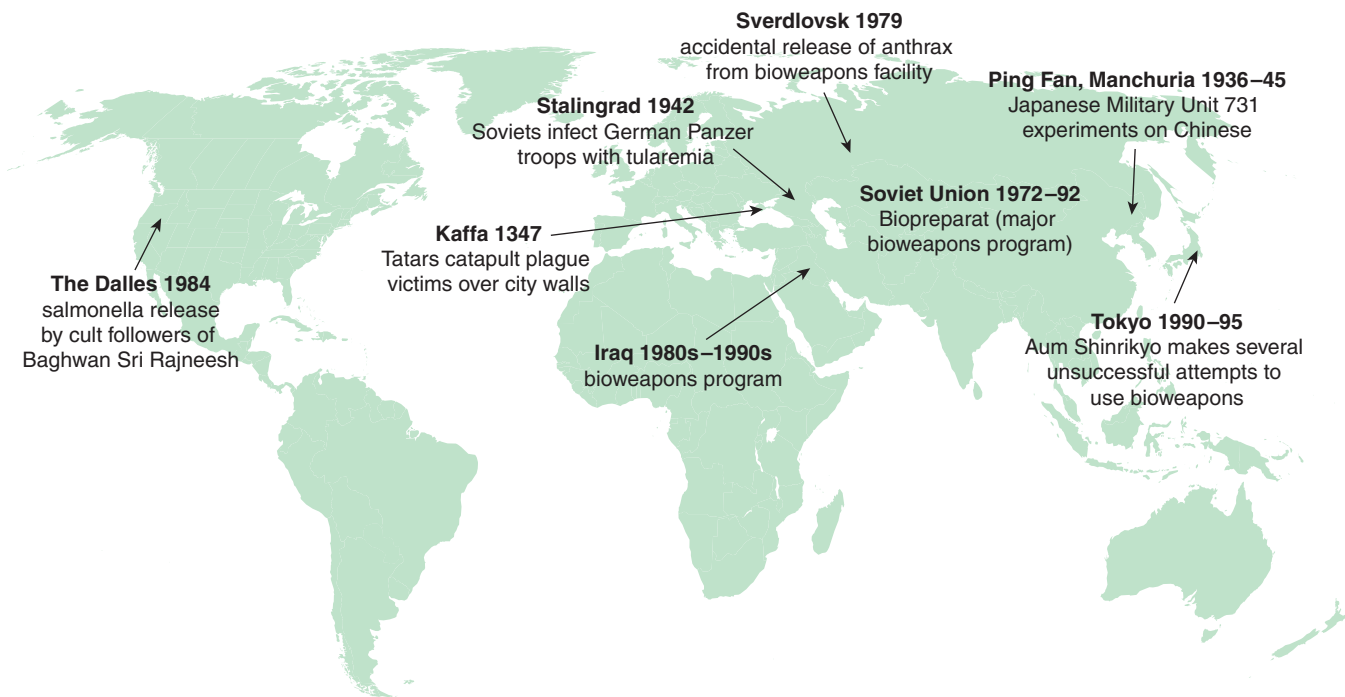 Sverdlovsk 1979
accidental release of anthrax
from bioweapons facility
Ping Fan, Manchuria 1936–45
Japanese Military Unit 731
experiments on Chinese
Stalingrad 1942
Soviets infect German Panzer
troops with tularemia
Soviet Union 1972–92
Biopreparat (major
bioweapons program)
Kaffa 1347
Tatars catapult plague
victims over city walls
The Dalles 1984
salmonella release
by cult followers of
Baghwan Sri Rajneesh
Iraq 1980s–1990s
bioweapons program
Tokyo 1990–95
Aum Shinrikyo makes several
unsuccessful attempts to
use bioweapons